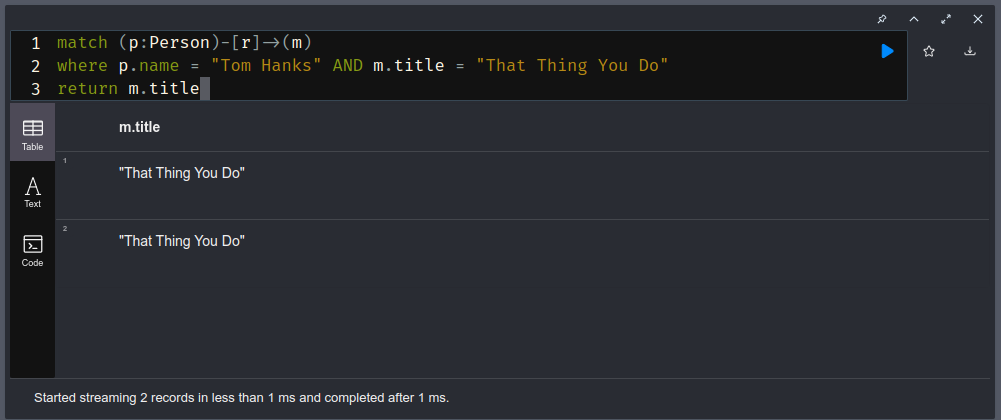 1 match (p:Person)-[r]->(m)
2 where p.name = "Tom Hanks" AND m.title = "That Thing You Do"
3 return m.title
Table
m.title
1
"That Thing You Do"
Text
2
"That Thing You Do"
Code
Started streaming 2 records in less than 1 ms and completed after 1 ms.